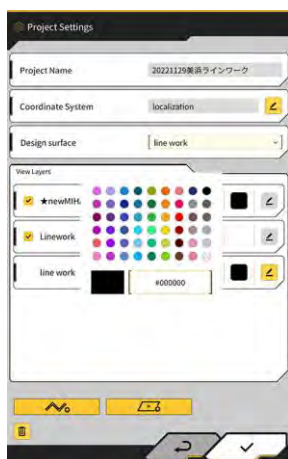 Project Settings
Project Name
20221129美浜ラインワーク
Coordinate System
localization
Design surface
line work
View Layers
★newMIH
Linework
line work
#000000